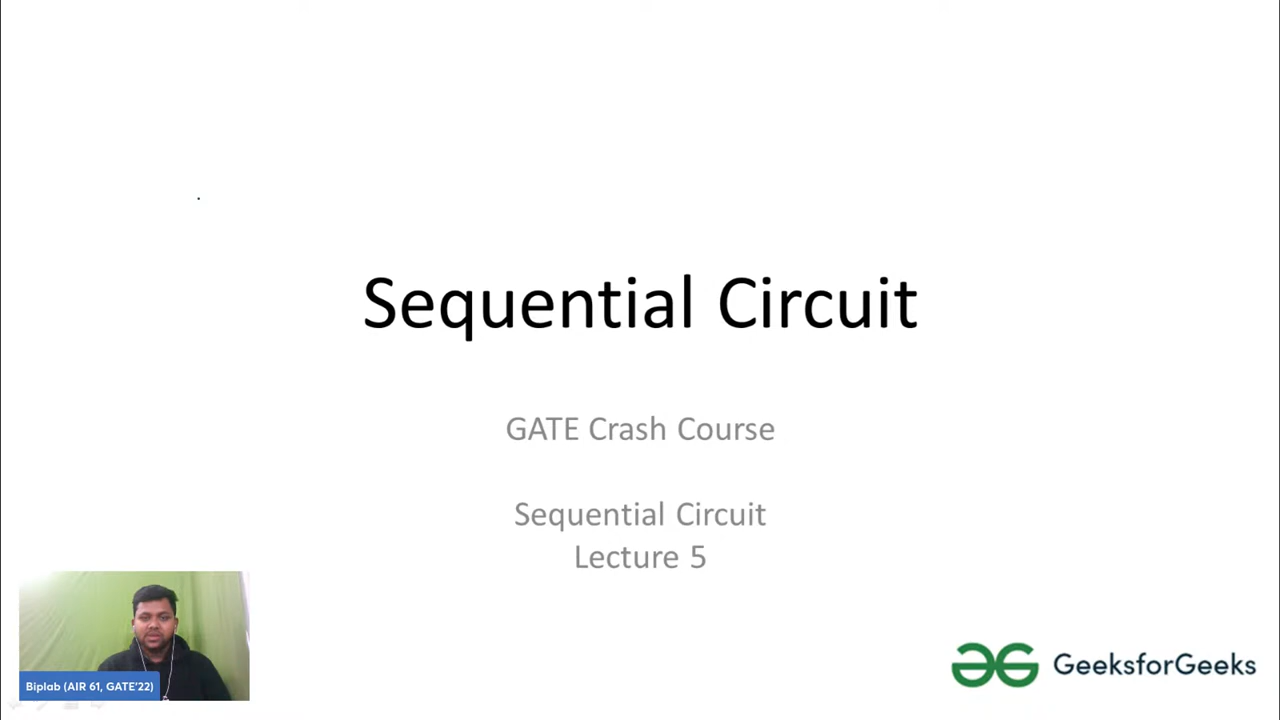 Sequential Circuit
GATE Crash Course
Sequential Circuit
Lecture 5
Biplab (AIR 61, GATE'22)
GeeksforGeeks